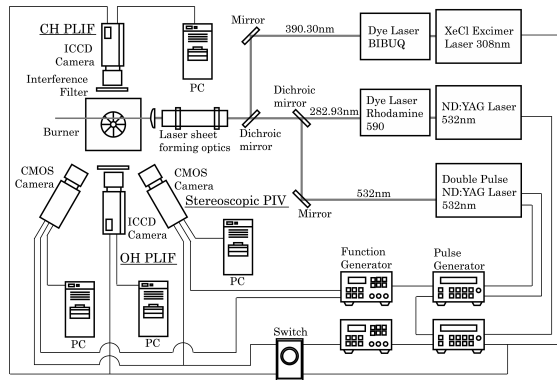 CH PLIF
ICCD
Camera
Interference
Filter
Burner
PC
Mirror
390.30nm
Dye Laser
BIBUQ
XeCl Excimer
Laser 308nm
Laser sheet
forming optics
Dichroic
mirror
Dichroic
mirror
282.93nm
Dye Laser
Rhodamine
590
ND:YAG Laser
532nm
CMOS
Camera
ICCD
Camera
CMOS
Camera
Stereoscopic PIV
Mirror
532nm
Double Pulse
ND:YAG Laser
532nm
OH PLIF
PC
PC
PC
Function
Generator
Pulse
Generator
Switch